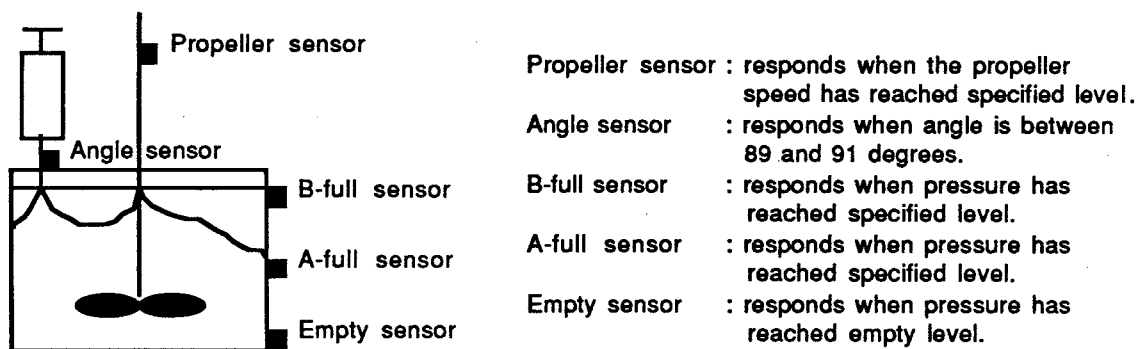 Propeller sensor
Angle sensor
B-full sensor
A-full sensor
Empty sensor
Propeller sensor : responds when the propeller
speed has reached specified level.
Angle sensor : responds when angle is between
89 and 91 degrees.
B-full sensor : responds when pressure has
reached specified level.
A-full sensor : responds when pressure has
reached specified level.
Empty sensor : responds when pressure has
reached empty level.